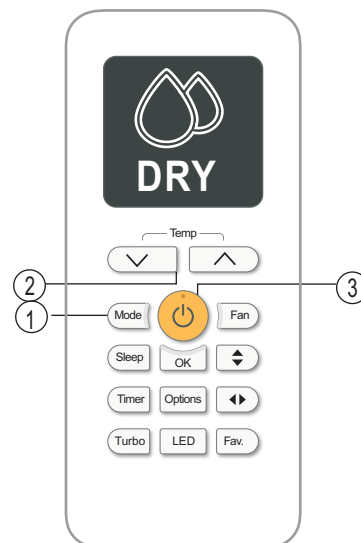 DRY
Temp
2
3
1
Mode
Fan
Sleep
OK
Timer
Options
Turbo
LED
Fav.